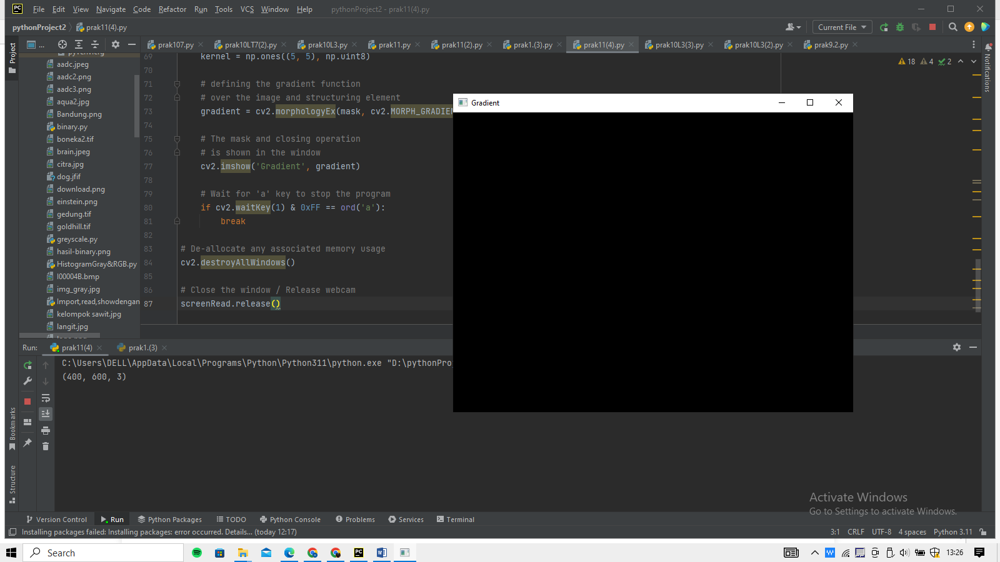 PC File Edit View Navigate Code Refactor Run Tools VCS Window Help pythonProject2 - prak11(4).py
pythonProject2 prak11(4).py Current File
Project ... prak107.py prak10LT7(2).py prak10L3.py prak11.py prak11(2).py prak1.(3).py prak11(4).py prak10L3(3).py prak10L3(2).py prak9.2.py Notifications
aadc.jpeg
aadc2.png
aadc3.png
aqua2.jpg
Bandung.png
binary.py
boneka2.tif
brain.jpeg
citra.jpg
dog.jfif
download.png
einstein.png
gedung.tif
goldhill.tif
greyscale.py
hasil-binary.png
HistogramGray&RGB.py
I00004B.bmp
img_gray.jpg
Import,read,showdengan
kelompok sawit.jpg
langit.jpg
18 4 2
69 kernel = np.ones((5, 5), np.uint8)
70
71 # defining the gradient function
72 # over the image and structuring element
73 gradient = cv2.morphologyEx(mask, cv2.MORPH_GRADIEN
74
75 # The mask and closing operation
76 # is shown in the window
77 cv2.imshow('Gradient', gradient)
78
79 # Wait for 'a' key to stop the program
80 if cv2.waitKey(1) & 0xFF == ord('a'):
81 break
82
83 # De-allocate any associated memory usage
84 cv2.destroyAllWindows()
85
86 # Close the window / Release webcam
87 screenRead.release()
Gradient
Run: prak11(4) prak1.(3)
C:\Users\DELL\AppData\Local\Programs\Python\Python311\python.exe "D:\pythonPro
(400, 600, 3)
Bookmarks
Structure
Activate Windows
Go to Settings to activate Windows.
Version Control Run Python Packages TODO Python Console Problems Services Terminal
Installing packages failed: Installing packages: error occurred. Details... (today 12:17) 3:1 CRLF UTF-8 4 spaces Python 3.11
Search 13:26